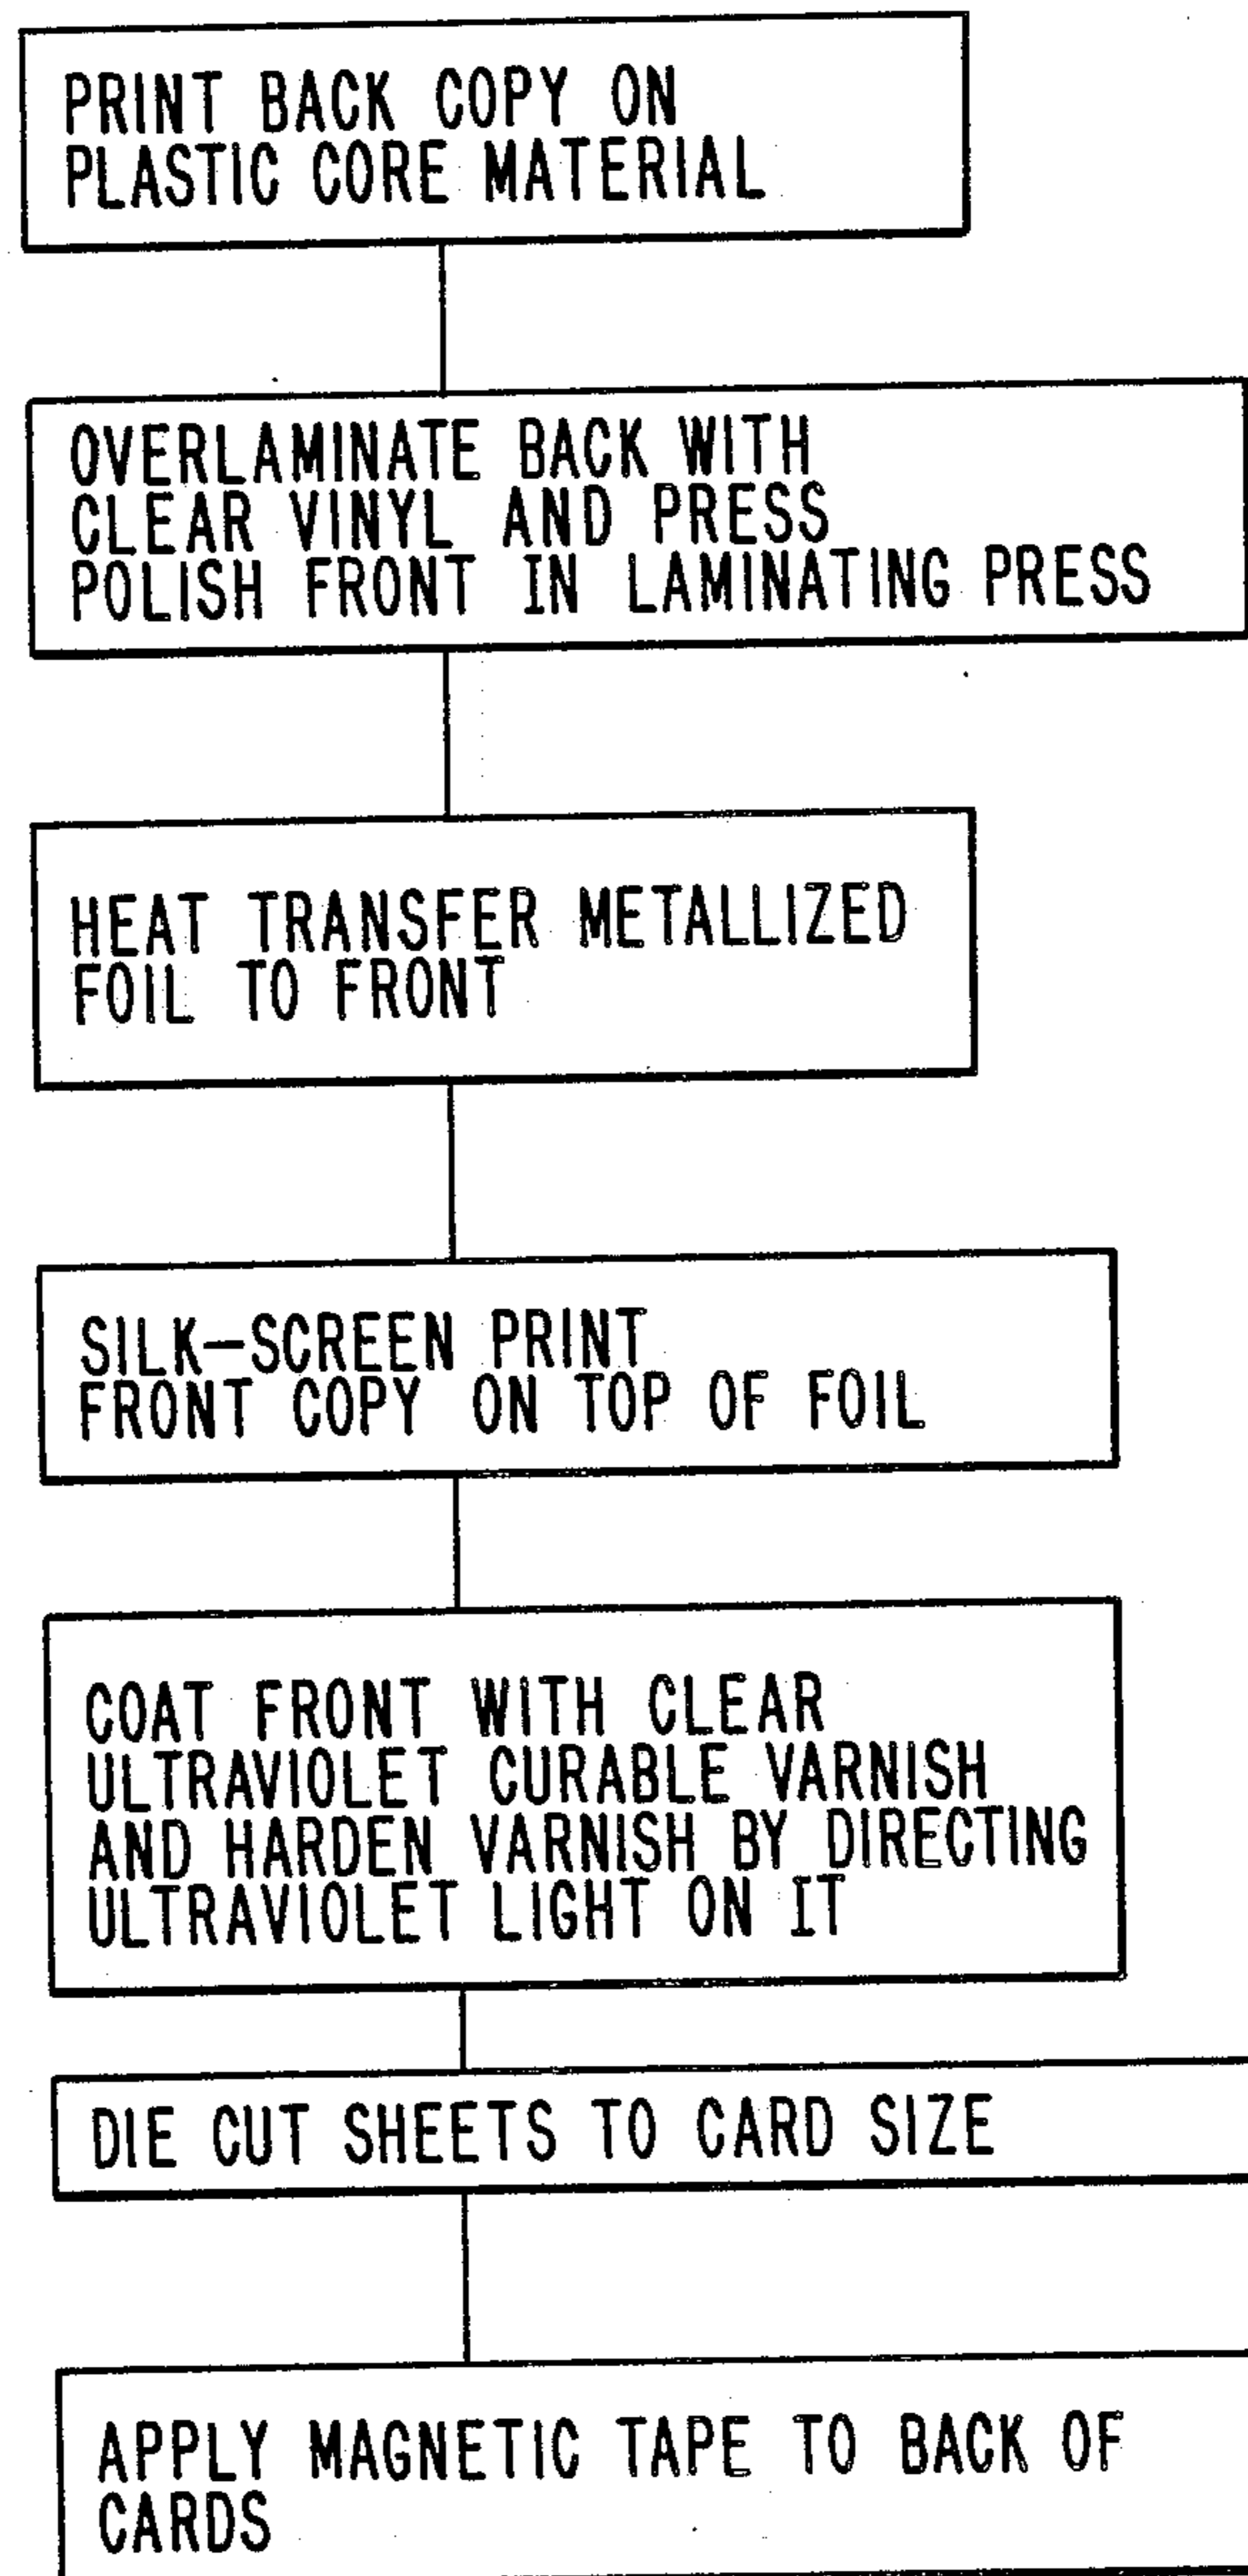 PRINT BACK COPY ON
PLASTIC CORE MATERIAL
OVERLAMINATE BACK WITH
CLEAR VINYL AND PRESS
POLISH FRONT IN LAMINATING PRESS
HEAT TRANSFER METALLIZED
FOIL TO FRONT
SILK-SCREEN PRINT
FRONT COPY ON TOP OF FOIL
COAT FRONT WITH CLEAR
ULTRAVIOLET CURABLE VARNISH
AND HARDEN VARNISH BY DIRECTING
ULTRAVIOLET LIGHT ON IT
DIE CUT SHEETS TO CARD SIZE
APPLY MAGNETIC TAPE TO BACK OF
CARDS